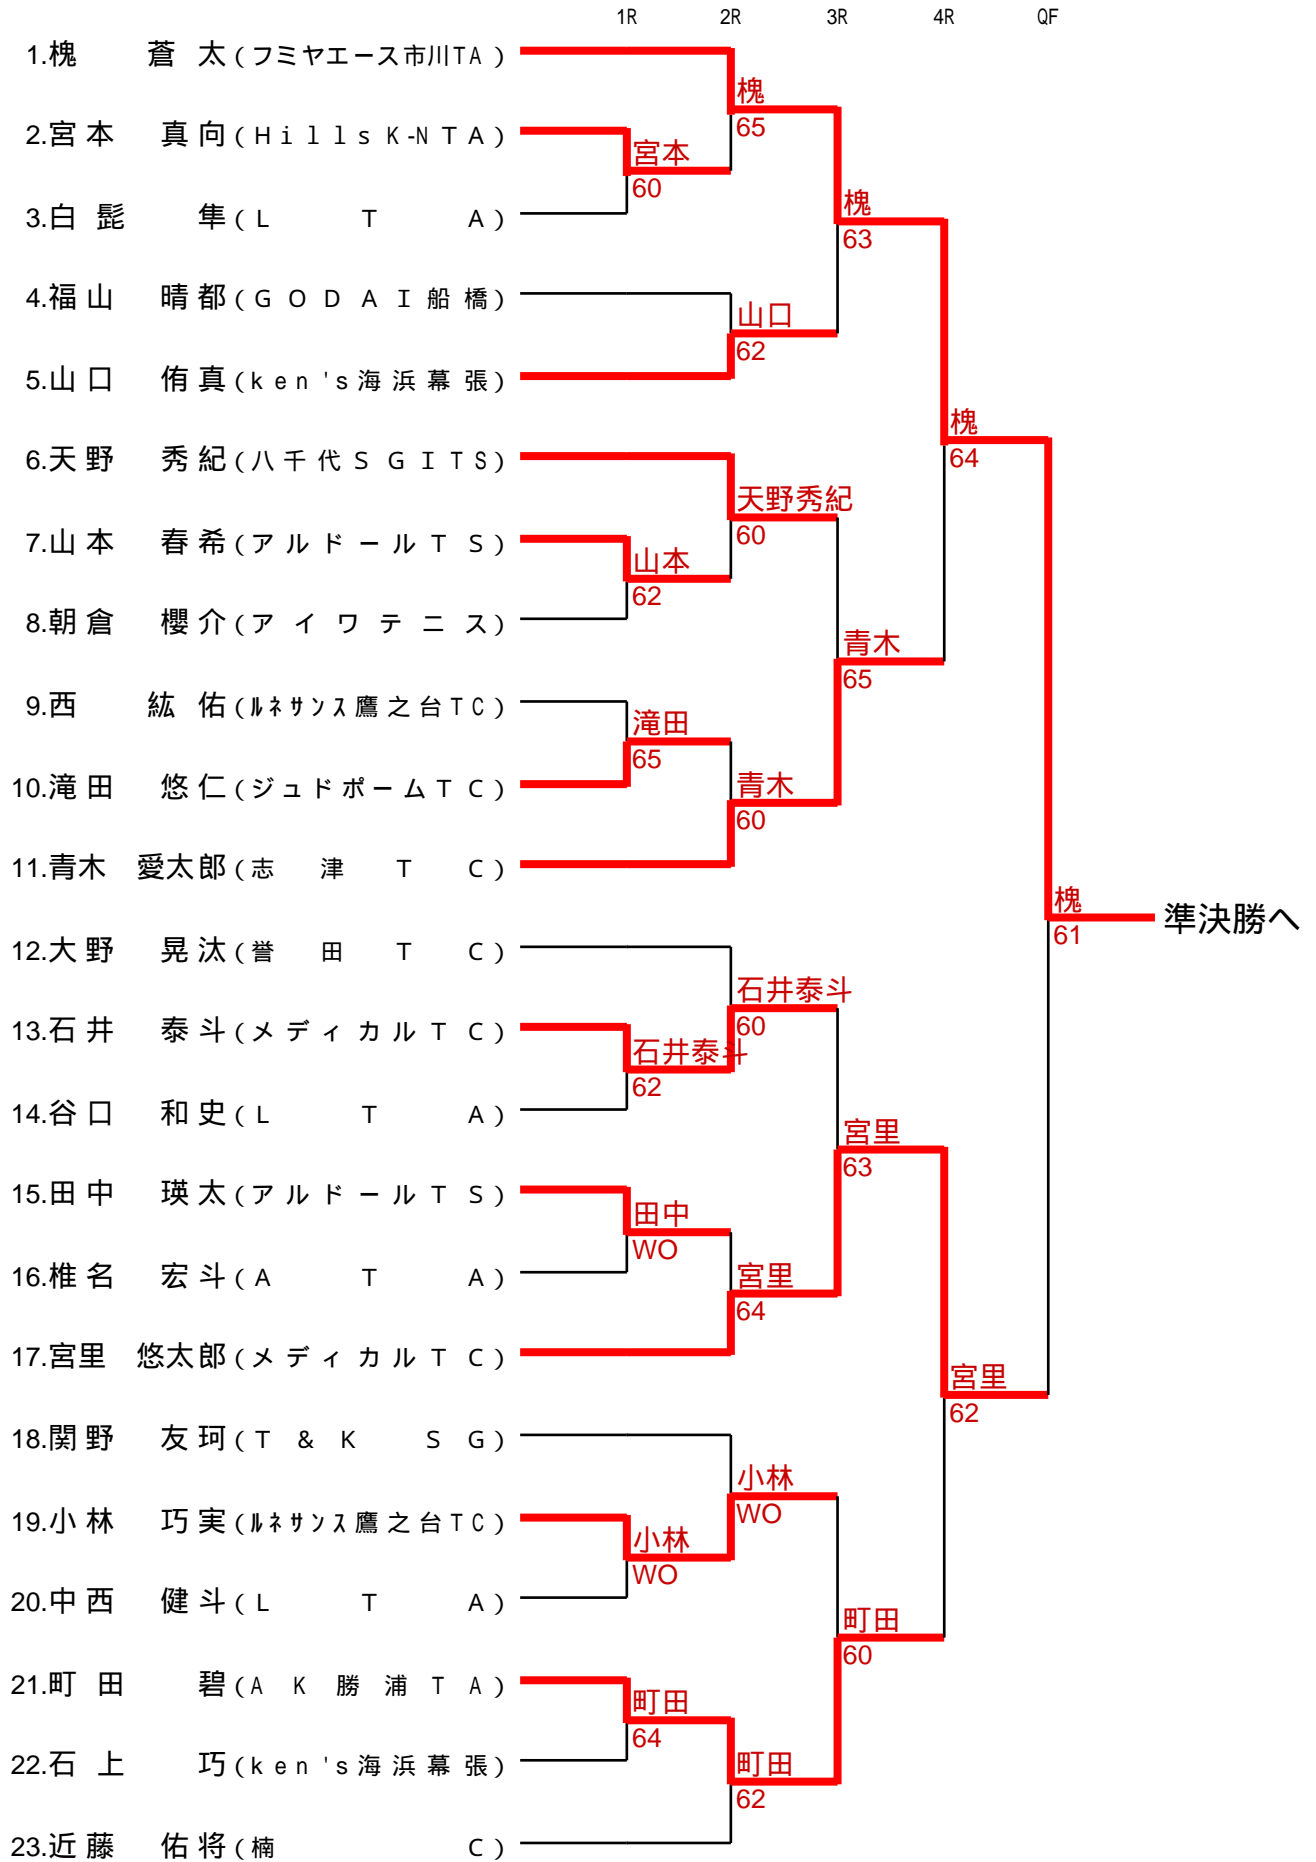 1R 2R 3R 4R QF
1.槐 蒼 太(フミヤエース市川TA)
槐
65
2.宮本 真向(Hills K-NTA)
宮本
60
3.白髭 隼(L T A)
槐
63
4.福山 晴都(GODAI船橋)
山口
62
5.山口 侑真(ken's海浜幕張)
槐
64
6.天野 秀紀(八千代SGITS)
天野秀紀
60
7.山本 春希(アルドールTS)
山本
62
8.朝倉 櫻介(アイワテニス)
青木
65
9.西 紘佑(ルネサンス鷹之台TC)
滝田
65
10.滝田 悠仁(ジュドポームTC)
青木
60
11.青木 愛太郎(志津TC)
槐
61
準決勝へ
12.大野 晃汰(誉田TC)
石井泰斗
60
13.石井 泰斗(メディカルTC)
石井泰斗
62
14.谷口 和史(L T A)
宮里
63
15.田中 瑛太(アルドールTS)
田中
WO
16.椎名 宏斗(A T A)
宮里
64
17.宮里 悠太郎(メディカルTC)
宮里
62
18.関野 友珂(T&K SG)
小林
WO
19.小林 巧実(ルネサンス鷹之台TC)
小林
WO
20.中西 健斗(L T A)
町田
60
21.町田 碧(AK勝浦TA)
町田
64
22.石上 巧(ken's海浜幕張)
町田
62
23.近藤 佑将(楠 C)